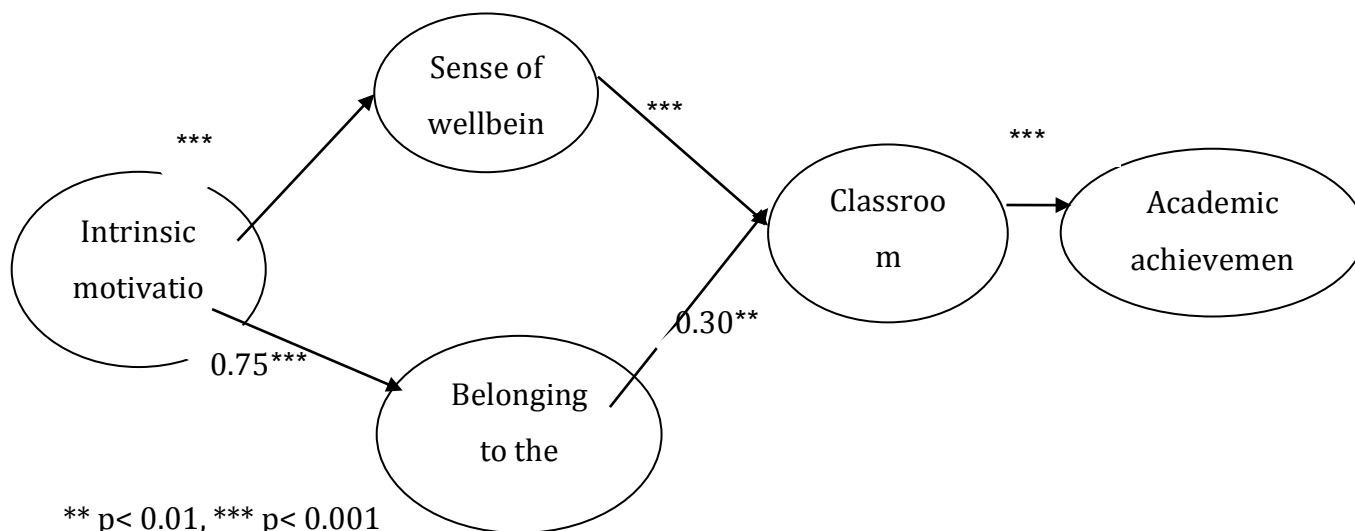 Sense of
wellbein
***
***
***
Intrinsic
motivatio
Classroo
m
Academic
achievemen
0.30**
0.75***
Belonging
to the
** p< 0.01, *** p< 0.001